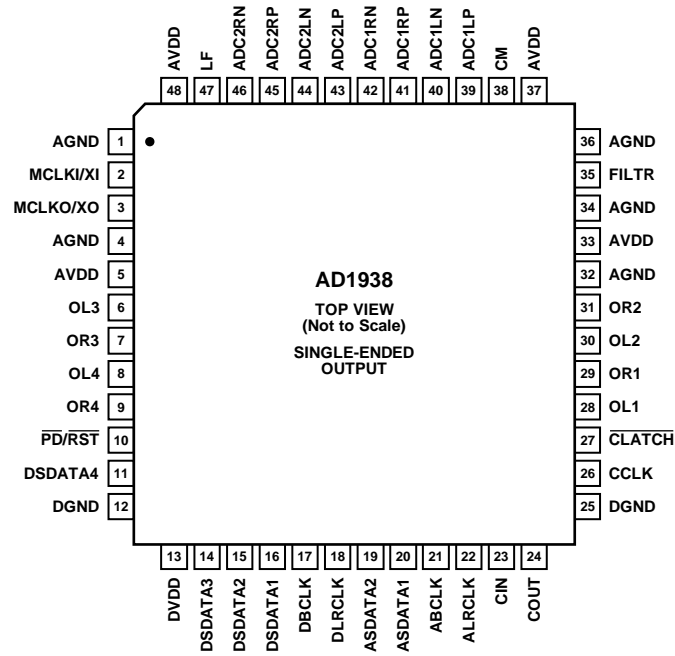 AVDD
LF
ADC2RN
ADC2RP
ADC2LN
ADC2LP
ADC1RN
ADC1RP
ADC1LN
ADC1LP
CM
AVDD
48 47 46 45 44 43 42 41 40 39 38 37
AGND 1
MCLKI/XI 2
MCLKO/XO 3
AGND 4
AVDD 5
OL3 6
OR3 7
OL4 8
OR4 9
PD/RST 10
DSDATA4 11
DGND 12
AD1938
TOP VIEW
(Not to Scale)
SINGLE-ENDED
OUTPUT
36 AGND
35 FILTR
34 AGND
33 AVDD
32 AGND
31 OR2
30 OL2
29 OR1
28 OL1
27 CLATCH
26 CCLK
25 DGND
13 14 15 16 17 18 19 20 21 22 23 24
DVDD
DSDATA3
DSDATA2
DSDATA1
DBCLK
DLRCLK
ASDATA2
ASDATA1
ABCLK
ALRCLK
CIN
COUT